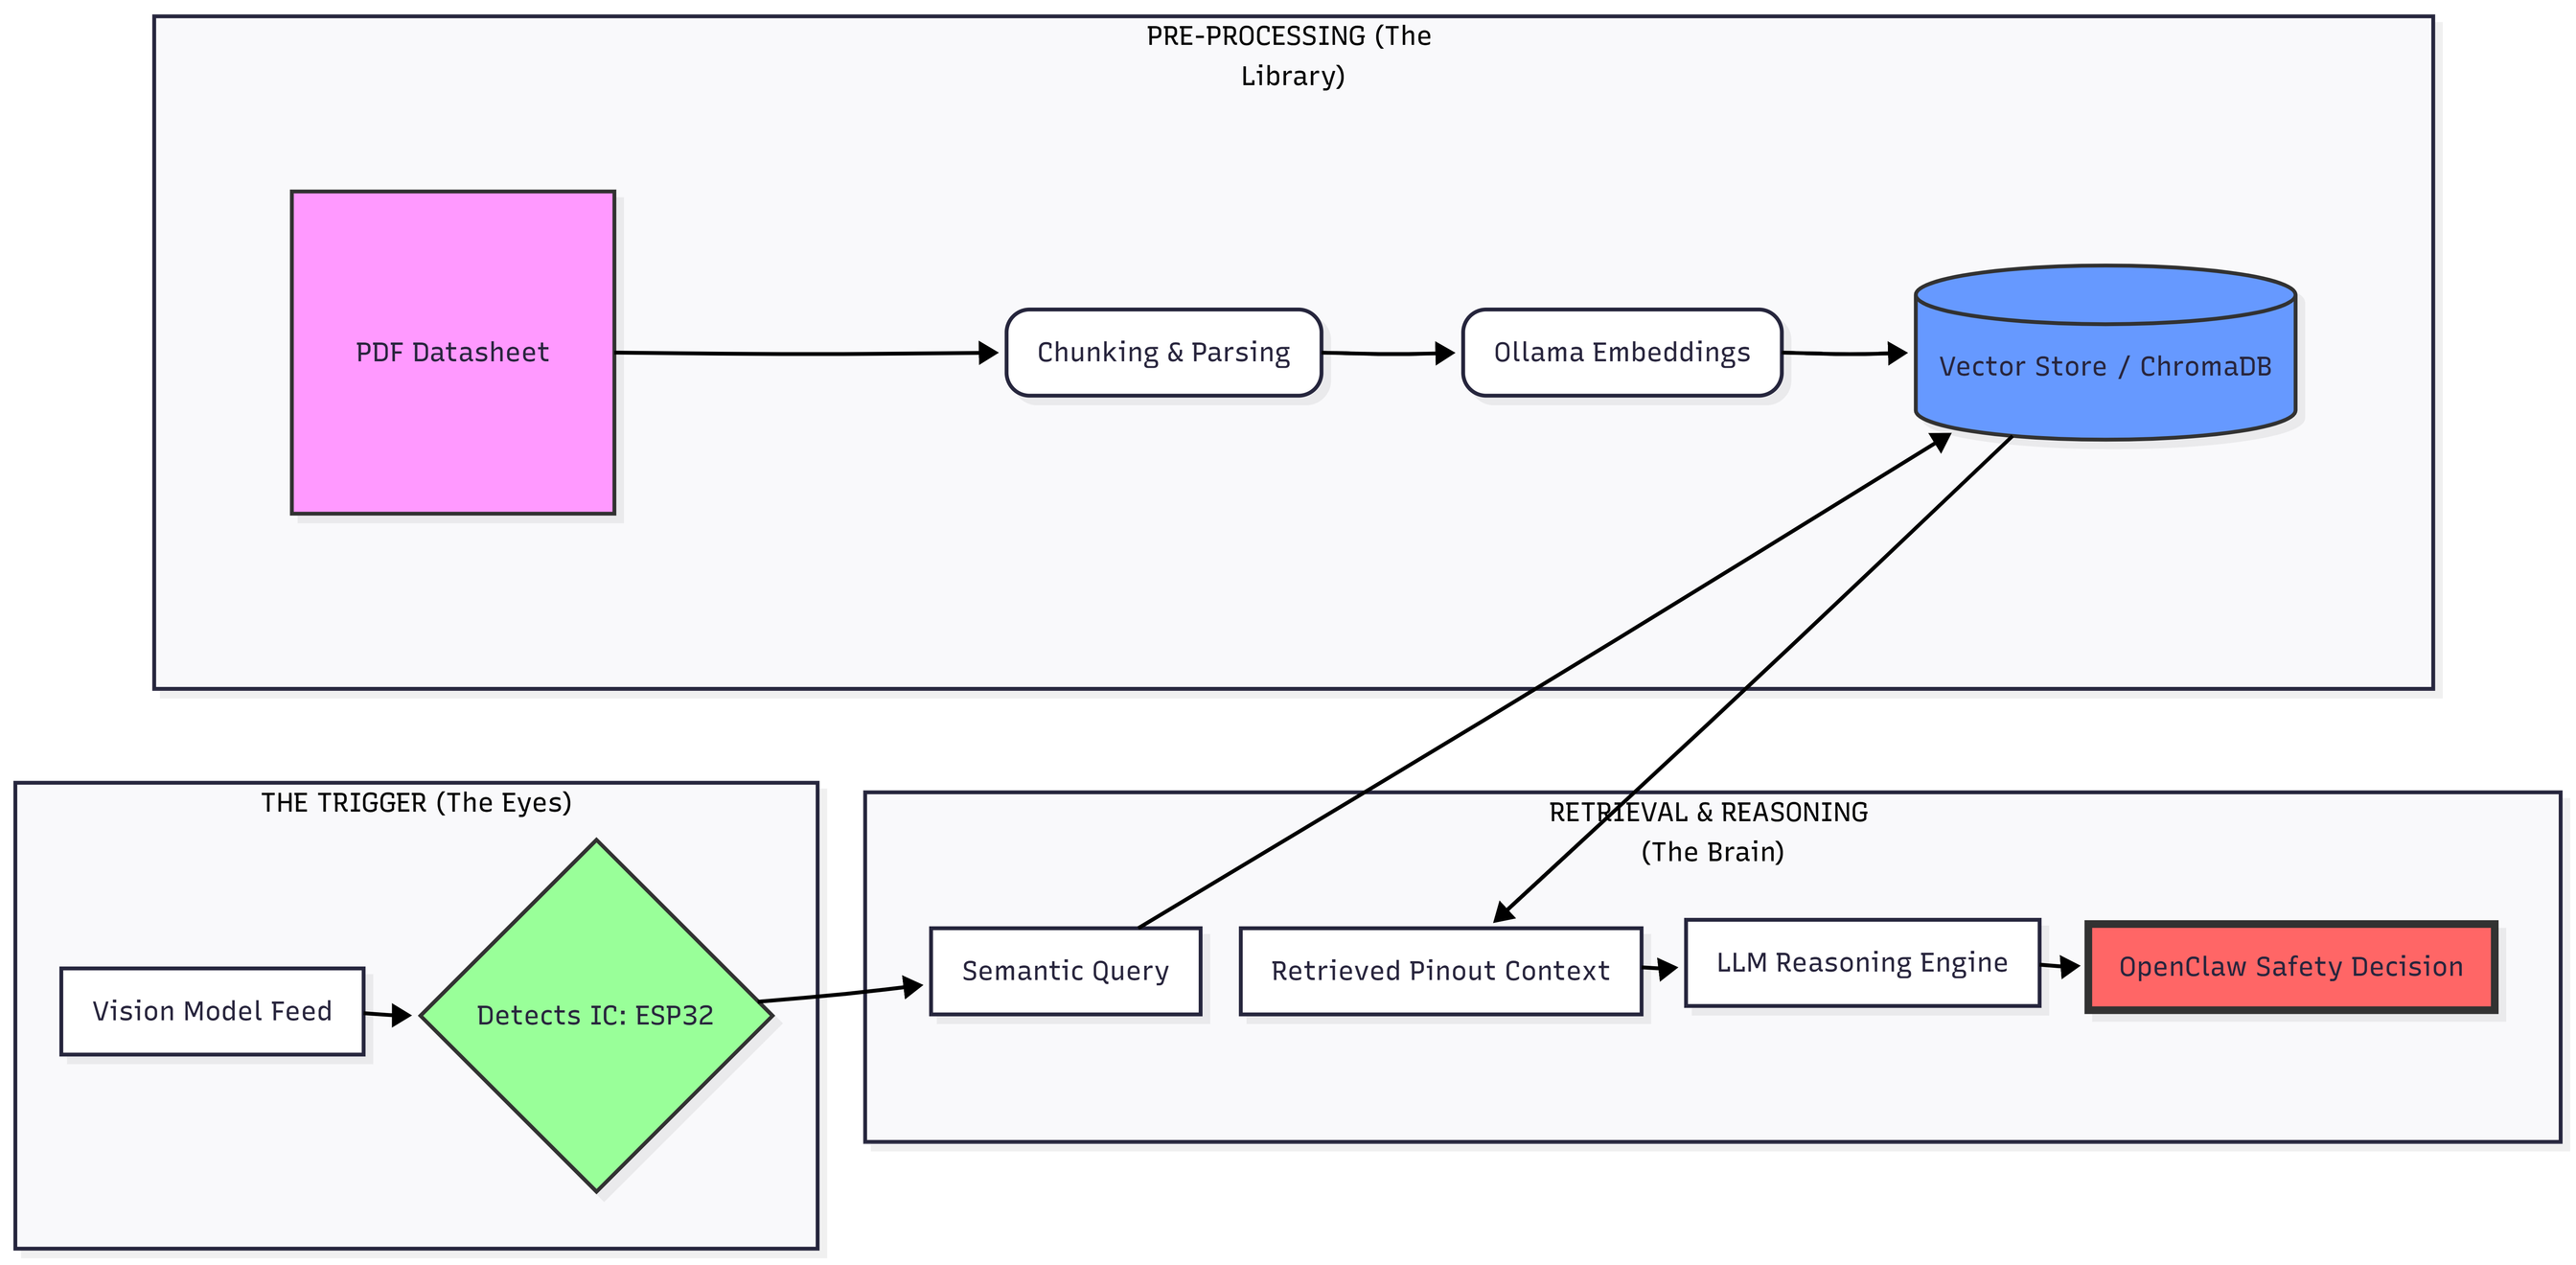 PRE-PROCESSING (The
Library)
PDF Datasheet
Chunking & Parsing
Ollama Embeddings
Vector Store / ChromaDB
THE TRIGGER (The Eyes)
Vision Model Feed
Detects IC: ESP32
RETRIEVAL & REASONING
(The Brain)
Semantic Query
Retrieved Pinout Context
LLM Reasoning Engine
OpenClaw Safety Decision